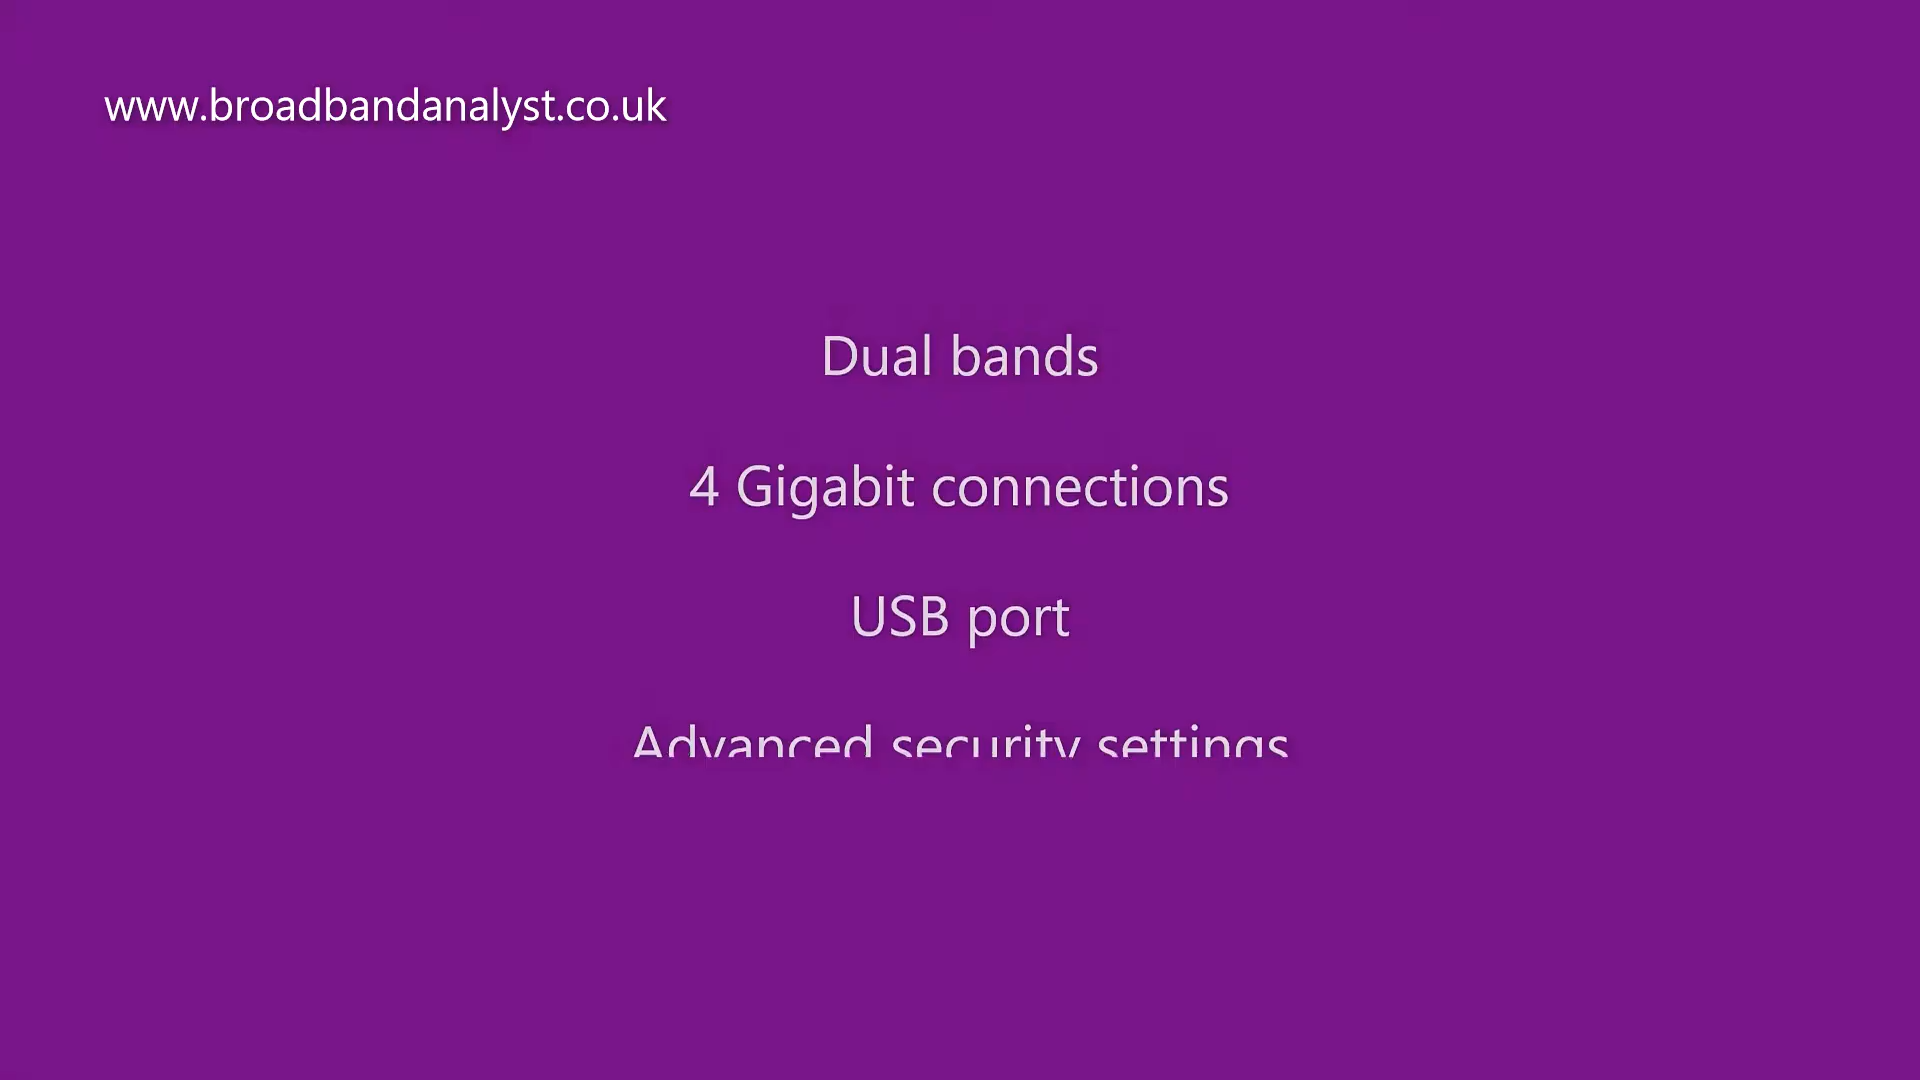 www.broadbandanalyst.co.uk
Dual bands
4 Gigabit connections
USB port
Advanced security settings